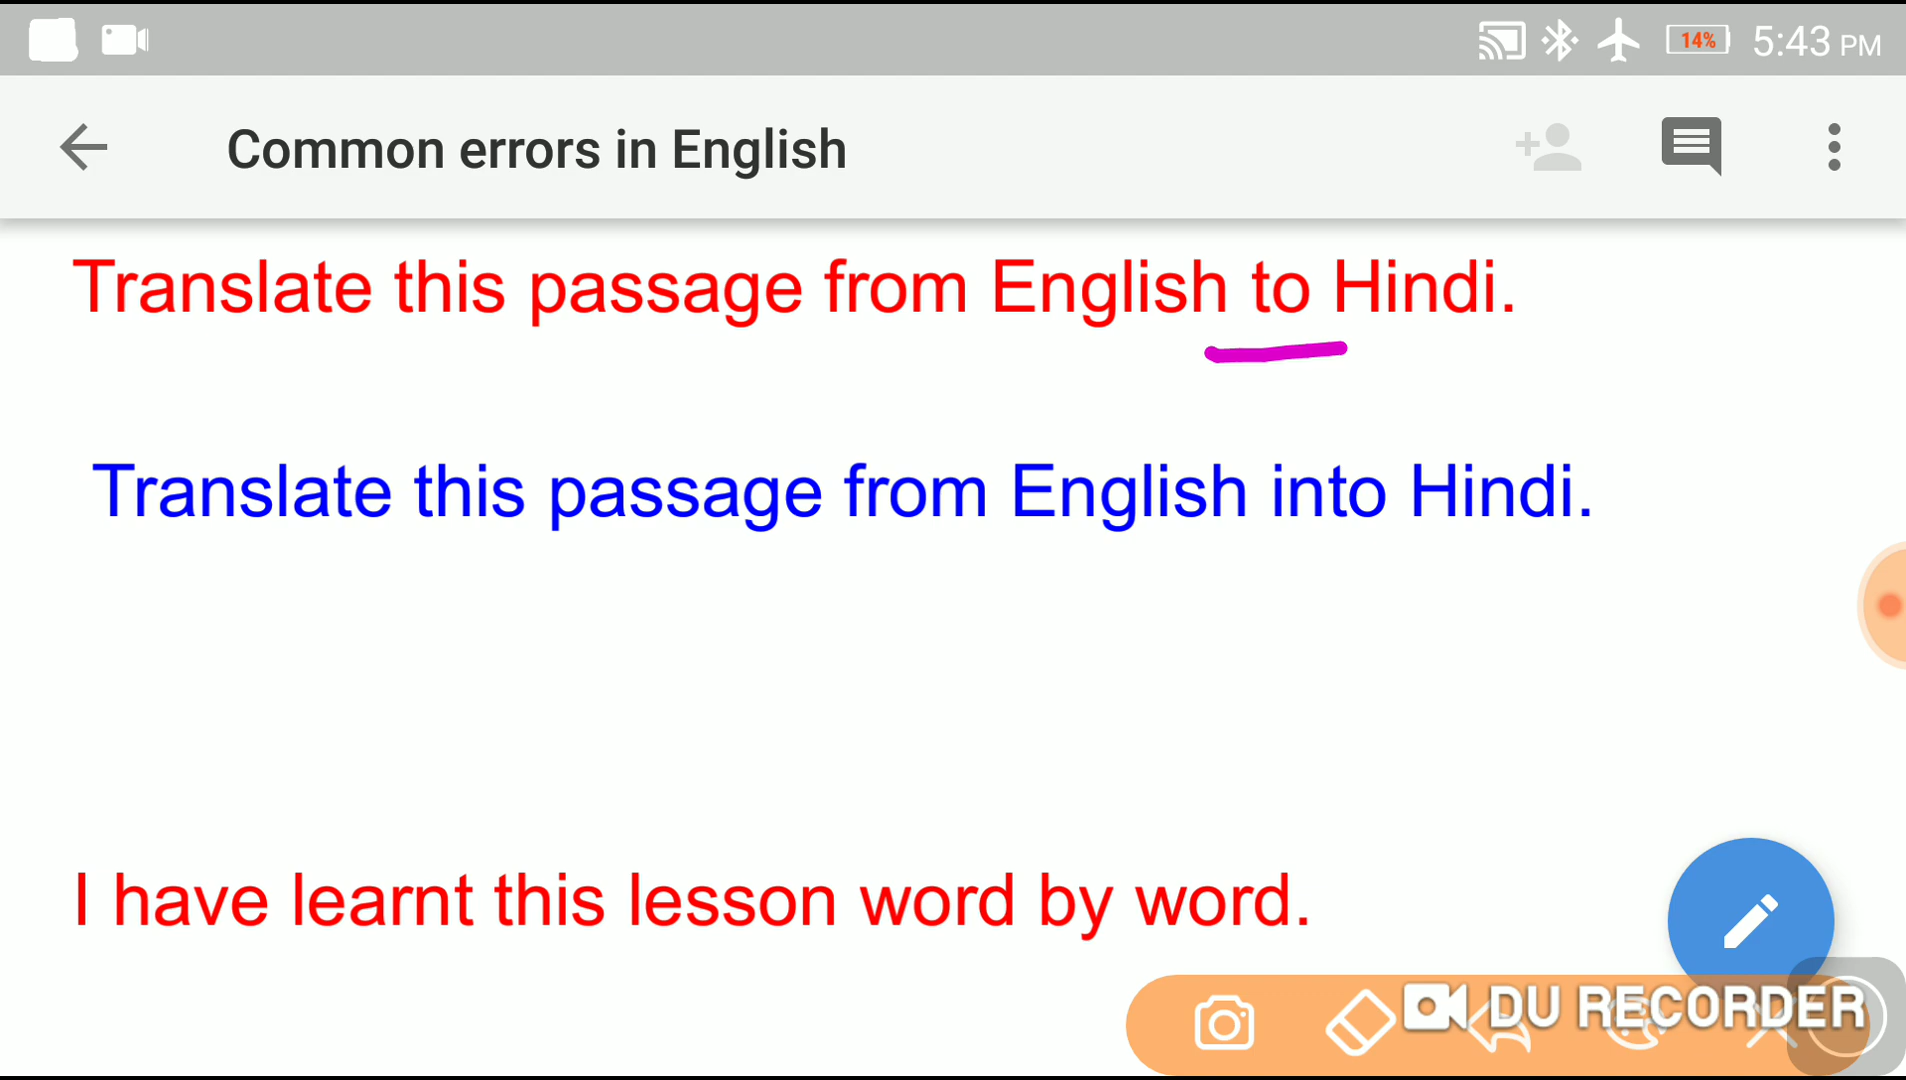 14% 5:43 PM
Common errors in English
Translate this passage from English to Hindi.
Translate this passage from English into Hindi.
I have learnt this lesson word by word.
DU RECORDER